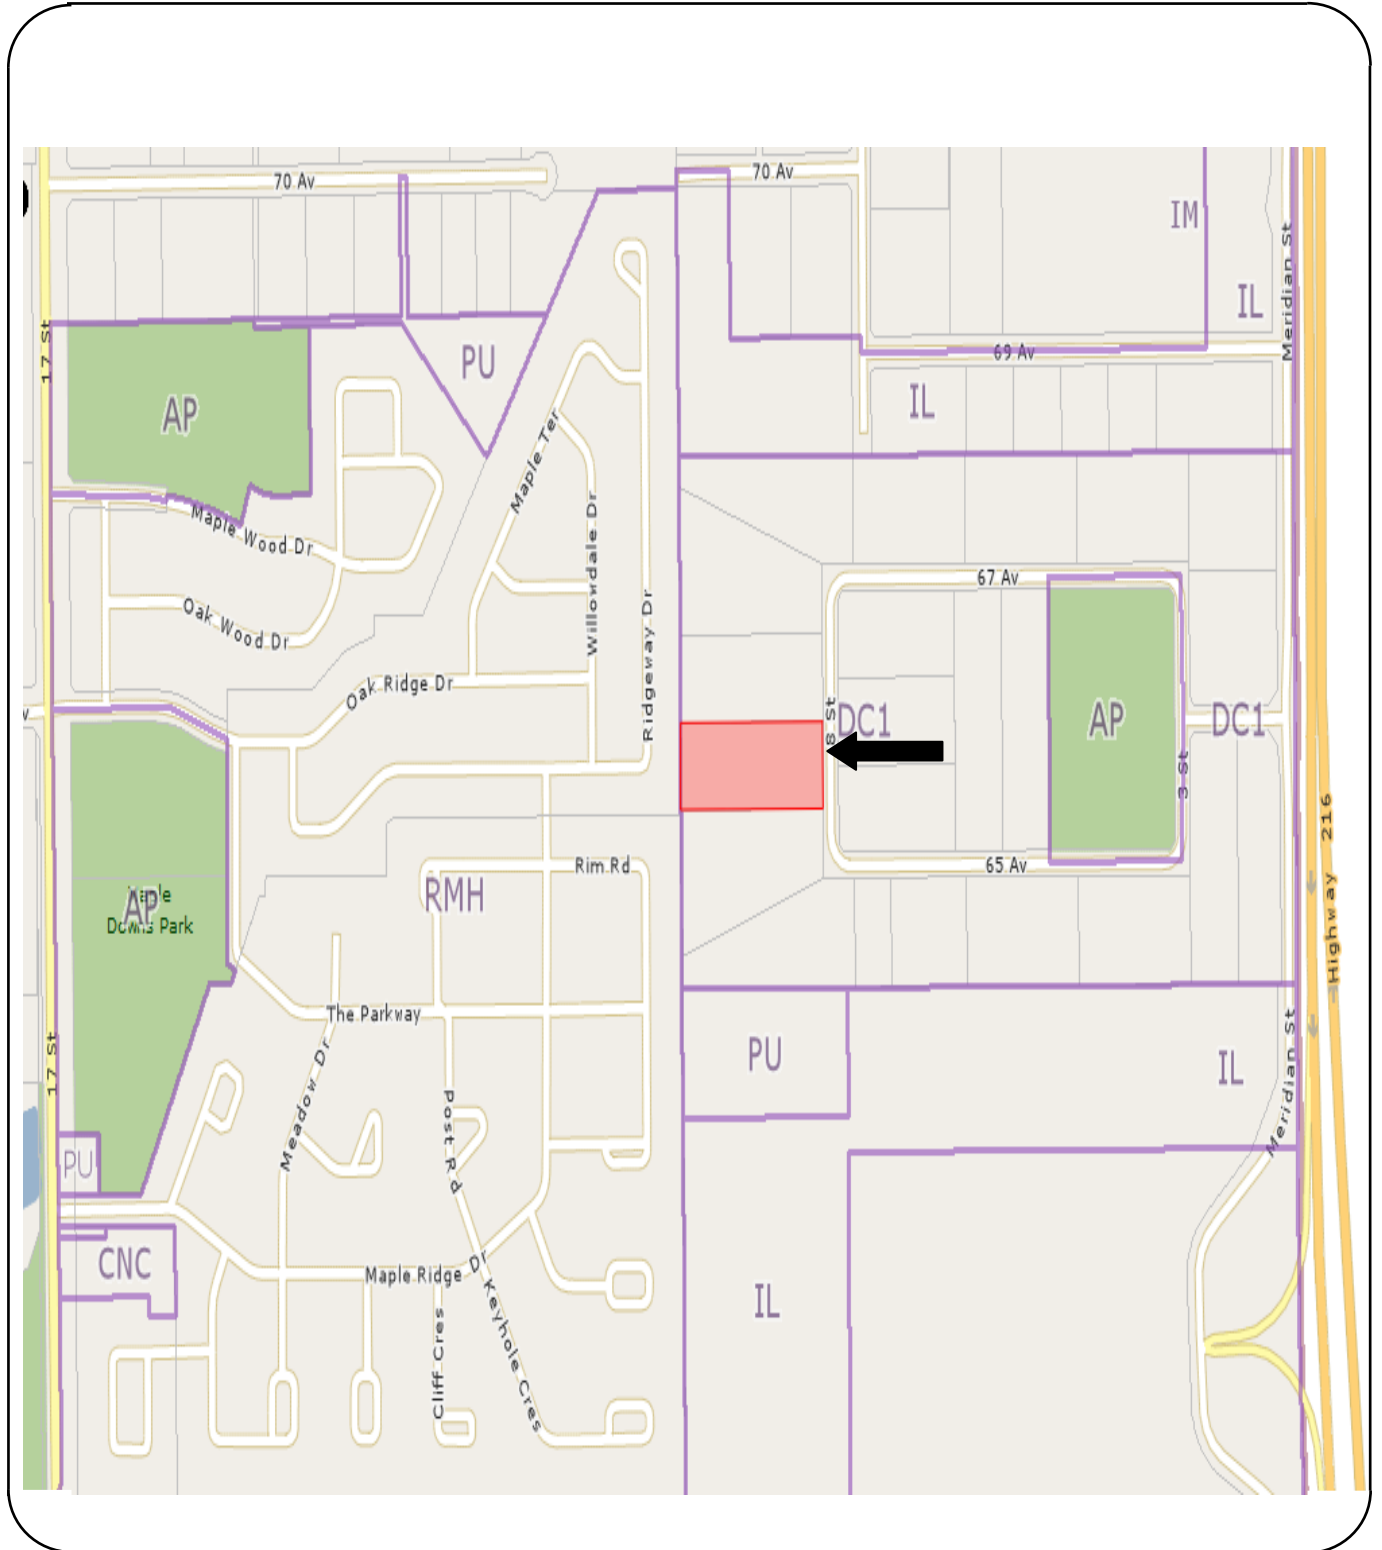 70 Av
70 Av
IM
IL
Meridian St
17 St
PU
69 Av
AP
IL
Maple Ter
Maple Wood Dr
Willowdale Dr
67 Av
Oak Wood Dr
Ridgeway Dr
Oak Ridge Dr
8 St
DC1
AP
DC1
3 St
Highway 216
65 Av
Rim Rd
RMH
AP
Maple
Downs Park
The Parkway
17 St
Meadow Dr
Post Rd
PU
IL
Meridian St
PU
CNC
Maple Ridge Dr
Cliff Cres
Keyhole Cres
IL